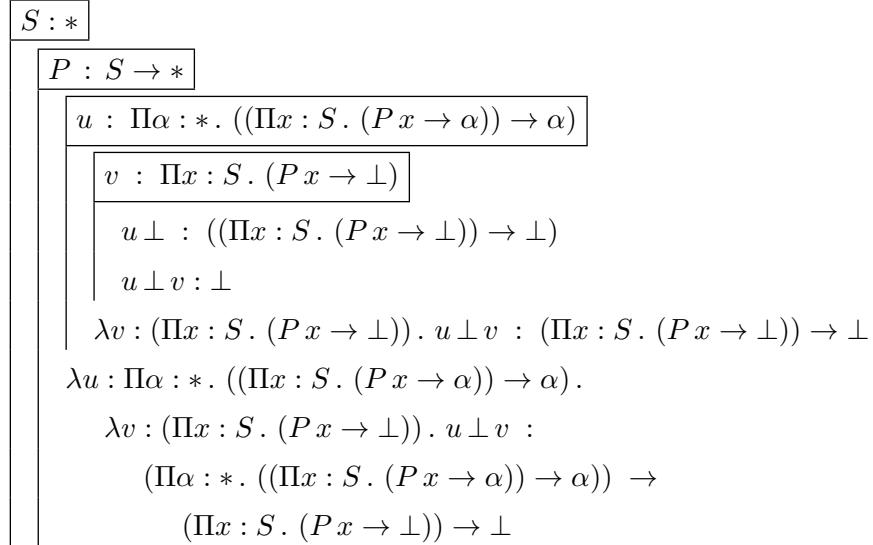 S : *
P : S → *
u : Πα : * . ((Πx : S . (P x → α)) → α)
v : Πx : S . (P x → ⊥)
u ⊥ : ((Πx : S . (P x → ⊥)) → ⊥)
u ⊥ v : ⊥
λv : (Πx : S . (P x → ⊥)) . u ⊥ v : (Πx : S . (P x → ⊥)) → ⊥
λu : Πα : * . ((Πx : S . (P x → α)) → α) .
λv : (Πx : S . (P x → ⊥)) . u ⊥ v :
(Πα : * . ((Πx : S . (P x → α)) → α)) →
(Πx : S . (P x → ⊥)) → ⊥